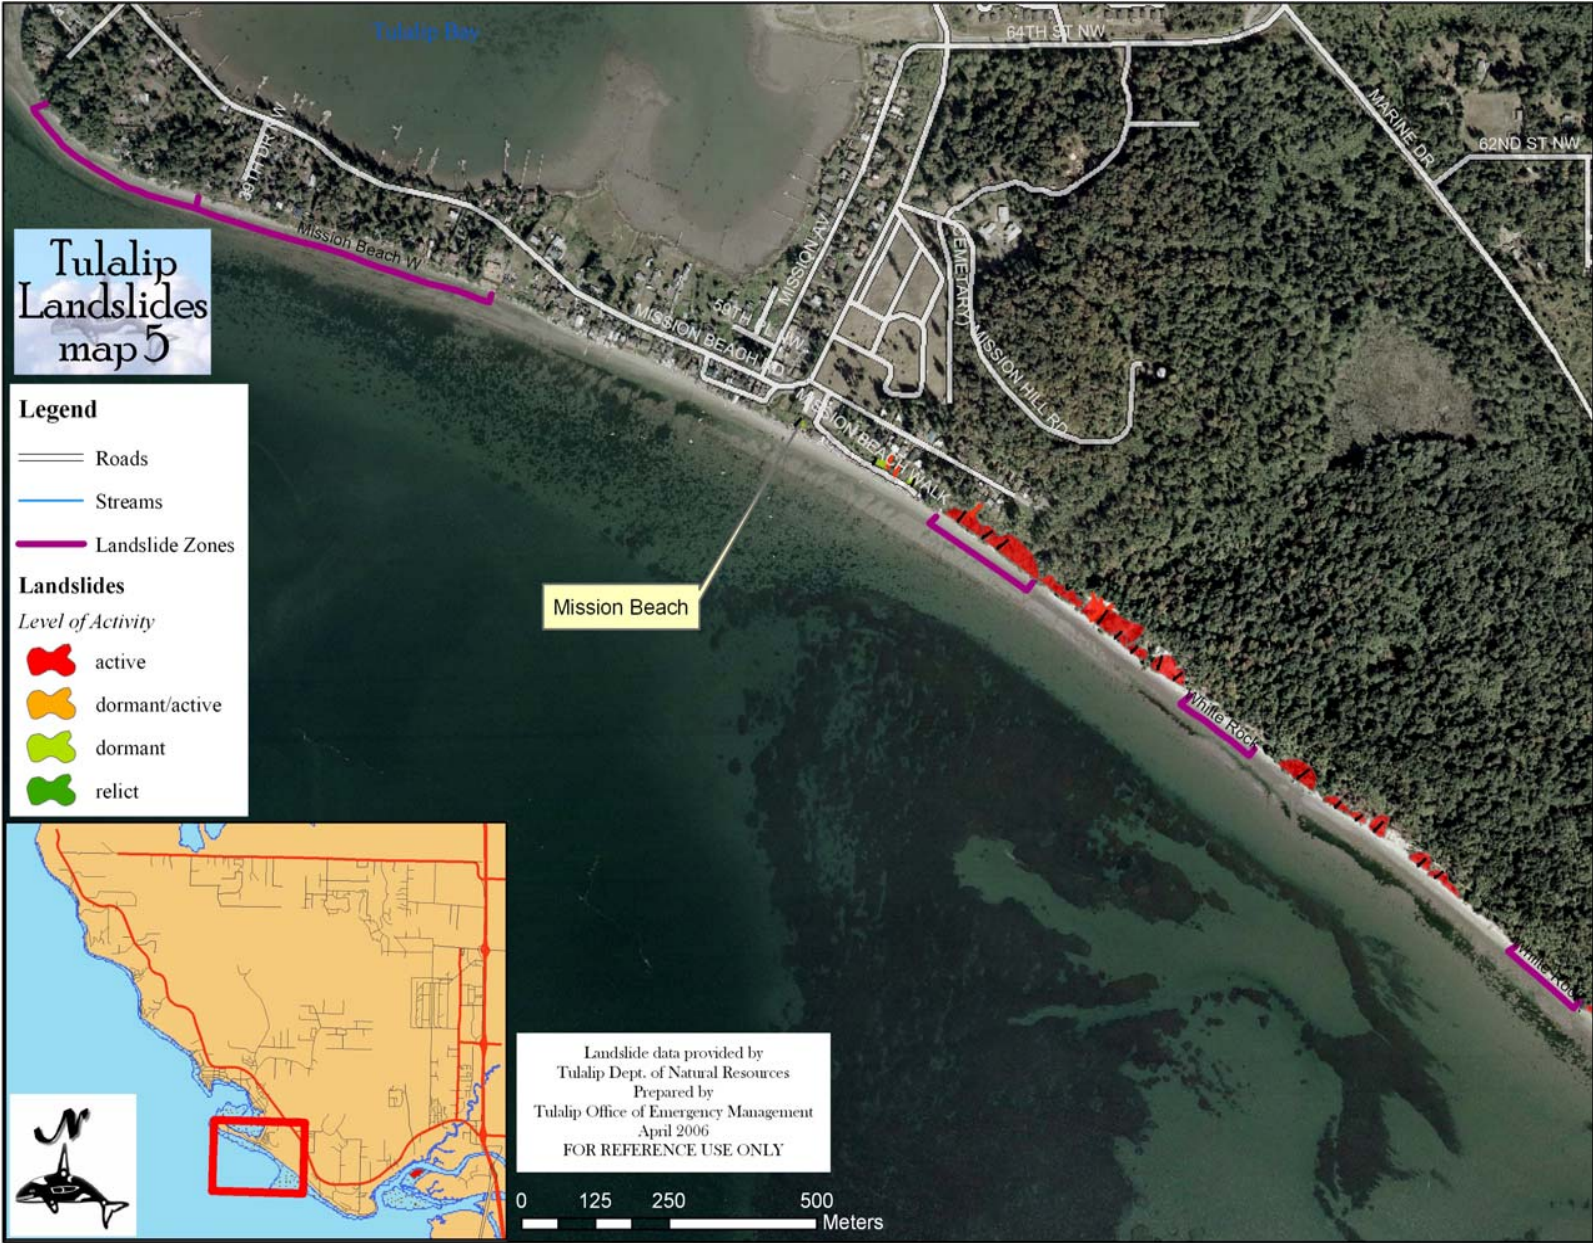 Tulalip Bay
64TH ST NW
MARINE DR
62ND ST NW
39TH DR NW
Mission Beach W
MISSION AV
59TH PL NW
MISSION BEACH RD
(CEMETARY)
MISSION HILL RD
MISSION BEACH WALK
Tulalip
Landslides
map 5
Legend
Roads
Streams
Landslide Zones
Landslides
Level of Activity
active
dormant/active
dormant
relict
Mission Beach
White Rock
White Rock
Landslide data provided by
Tulalip Dept. of Natural Resources
Prepared by
Tulalip Office of Emergency Management
April 2006
FOR REFERENCE USE ONLY
N
0 125 250 500
Meters